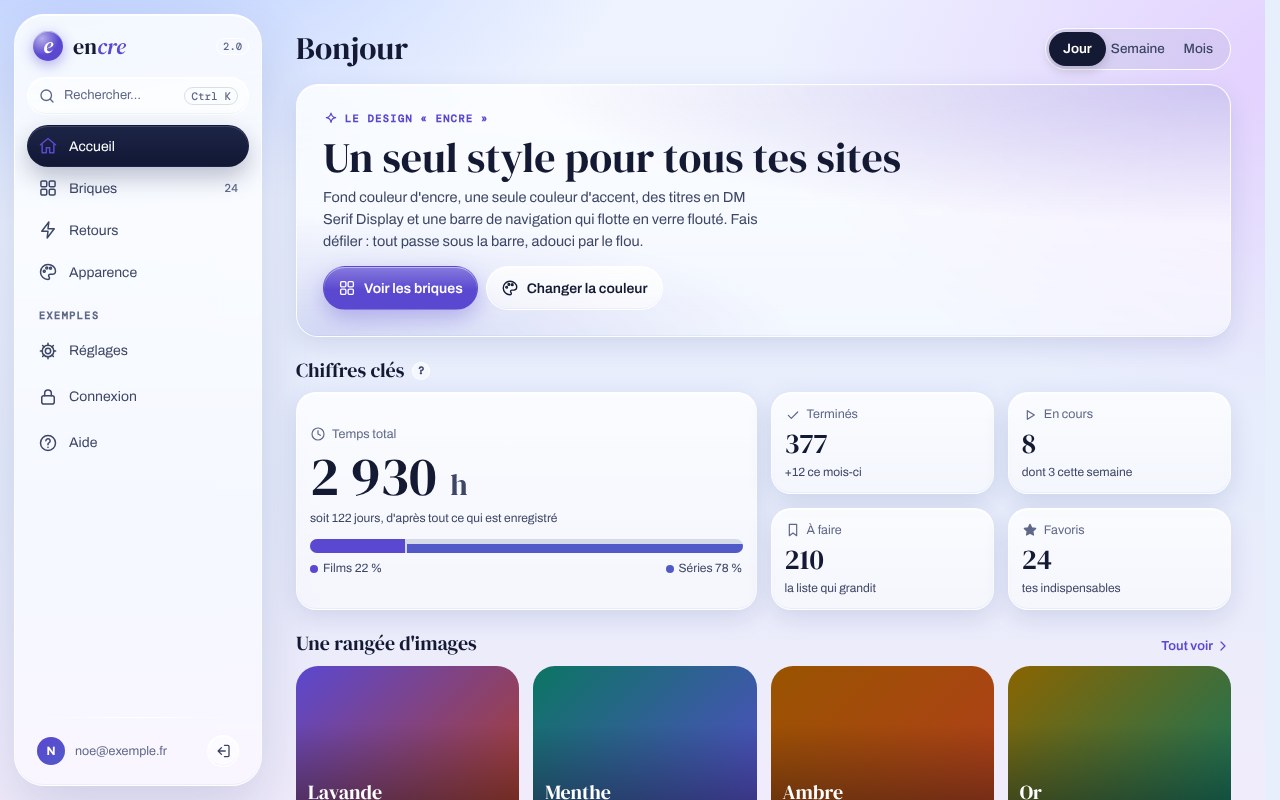 e encre 2.0
Rechercher... Ctrl K
Accueil
Briques 24
Retours
Apparence
EXEMPLES
Réglages
Connexion
Aide
N noe@exemple.fr
Bonjour
Jour Semaine Mois
LE DESIGN « ENCRE »
Un seul style pour tous tes sites
Fond couleur d'encre, une seule couleur d'accent, des titres en DM
Serif Display et une barre de navigation qui flotte en verre flouté. Fais
défiler : tout passe sous la barre, adouci par le flou.
Voir les briques Changer la couleur
Chiffres clés ?
Temps total
2 930 h
soit 122 jours, d'après tout ce qui est enregistré
Films 22 % Séries 78 %
Terminés
377
+12 ce mois-ci
En cours
8
dont 3 cette semaine
À faire
210
la liste qui grandit
Favoris
24
tes indispensables
Une rangée d'images Tout voir
Lavande
Menthe
Ambre
Or